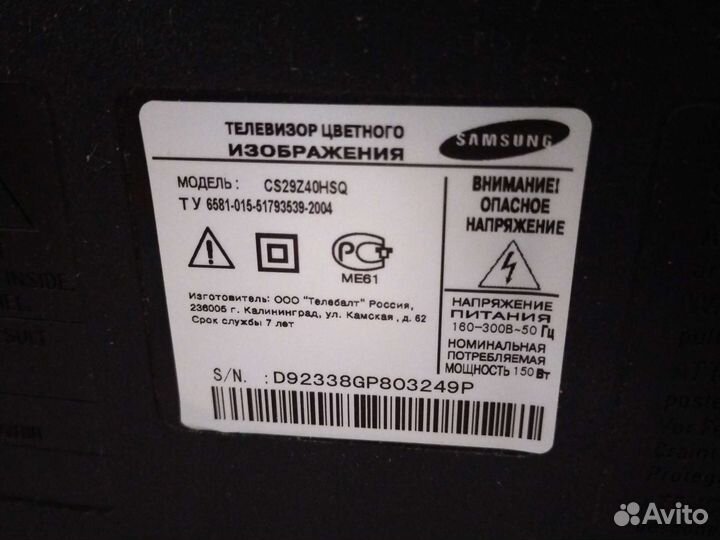 ТЕЛЕВИЗОР ЦВЕТНОГО
ИЗОБРАЖЕНИЯ
SAMSUNG
МОДЕЛЬ: CS29Z40HSQ
ТУ 6581-015-51793539-2004
ВНИМАНИЕ!
ОПАСНОЕ
НАПРЯЖЕНИЕ
МЕ61
Изготовитель: ООО "Телебалт" Россия,
236005 г. Калининград, ул. Камская , д. 62
Срок службы 7 лет
НАПРЯЖЕНИЕ
ПИТАНИЯ
160-300В~50 Гц
НОМИНАЛЬНАЯ
ПОТРЕБЛЯЕМАЯ
МОЩНОСТЬ 150 Вт
S/N. : D92338GP803249P
INSIDE
Avito